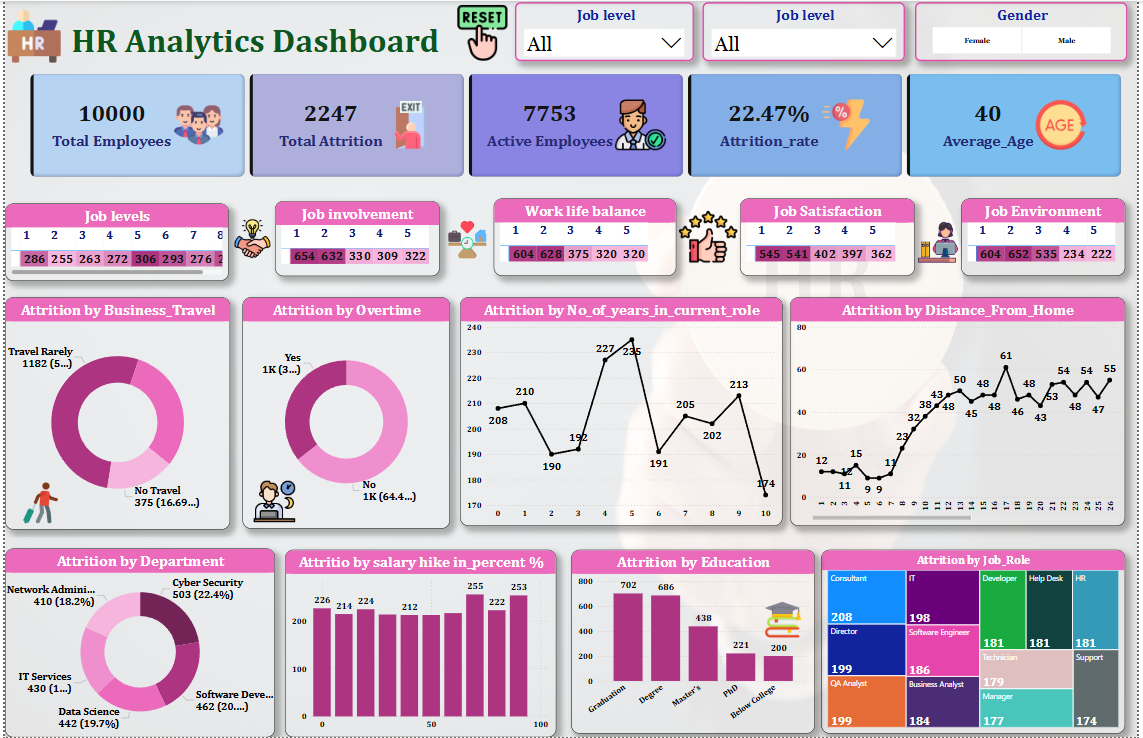 HR
HR Analytics Dashboard
RESET
Job level
All
Job level
All
Gender
Female
Male
10000
Total Employees
2247
Total Attrition
EXIT
7753
Active Employees
22.47%
Attrition_rate
%
40
Average_Age
AGE
Job levels
1 2 3 4 5 6 7 8
286 255 263 272 306 293 276 2
Job involvement
1 2 3 4 5
654 632 330 309 322
Work life balance
1 2 3 4 5
604 628 375 320 320
Job Satisfaction
1 2 3 4 5
545 541 402 397 362
Job Environment
1 2 3 4 5
604 652 535 234 222
HR
Attrition by Business_Travel
Travel Rarely
1182 (5...)
No Travel
375 (16.69...)
Attrition by Overtime
Yes
1K (3...)
No
1K (64.4...)
Attrition by No_of_years_in_current_role
240
230
220
210
200
190
180
170
208 210 190 192 227 235 191 205 202 213 174
0 1 2 3 4 5 6 7 8 9 10
Attrition by Distance_From_Home
80
60
40
20
0
12 11 12 15 9 9 11 23 32 38 43 48 50 45 48 48 61 46 48 43 53 54 48 54 47 55
1 2 3 4 5 6 7 8 9 10 11 12 13 14 15 16 17 18 19 20 21 22 23 24 25 26
Attrition by Department
Network Admini...
410 (18.2%)
Cyber Security
503 (22.4%)
IT Services
430 (1...)
Software Deve...
462 (20....)
Data Science
442 (19.7%)
Attritio by salary hike in_percent %
200
100
0
226 214 224 212 255 222 253
0 50 100
Attrition by Education
800
600
400
200
0
702 686 438 221 200
Graduation
Degree
Master's
PhD
Below College
Attrition by Job_Role
Consultant
208
Director
199
QA Analyst
199
IT
198
Software Engineer
186
Business Analyst
184
Developer
181
Help Desk
181
HR
181
Technician
179
Manager
177
Support
174